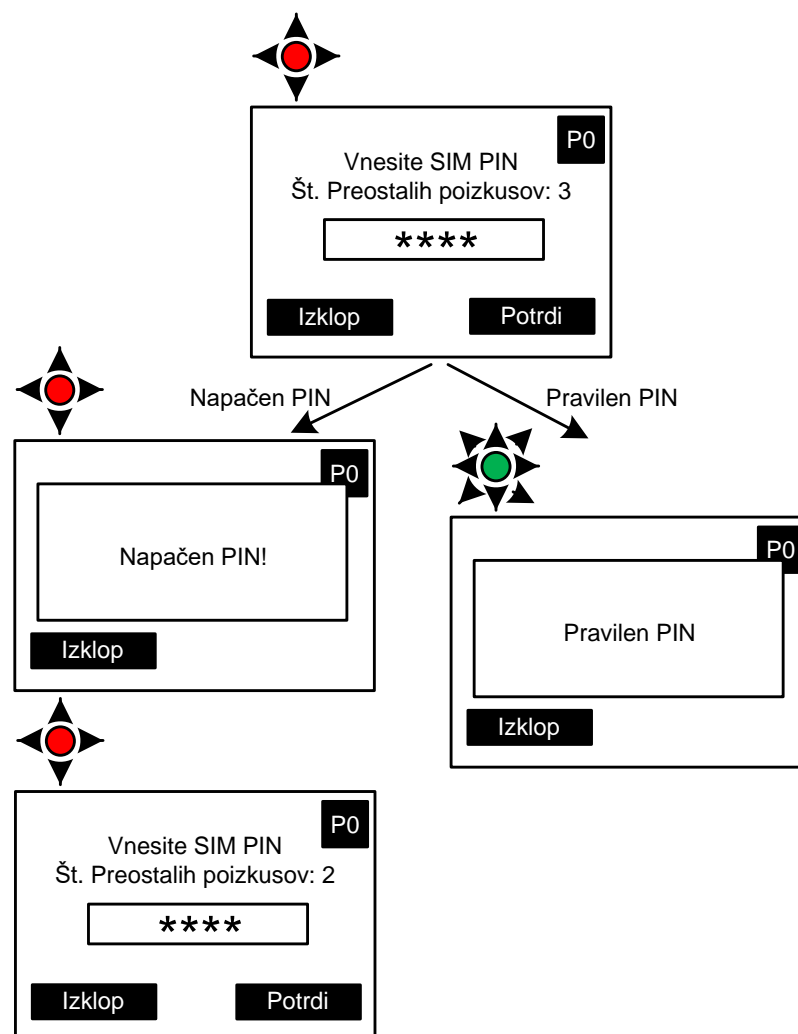 P0
Vnesite SIM PIN
Št. Preostalih poizkusov: 3
****
Izklop
Potrdi
Napačen PIN
Pravilen PIN
P0
Napačen PIN!
Izklop
P0
Pravilen PIN
Izklop
P0
Vnesite SIM PIN
Št. Preostalih poizkusov: 2
****
Izklop
Potrdi